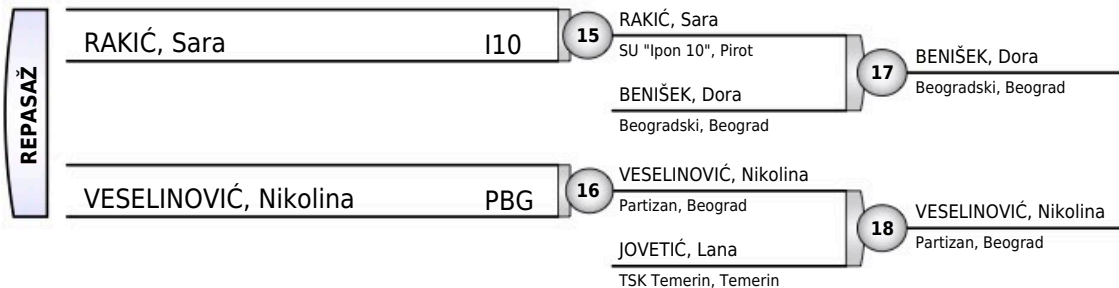 REPASAŽ
RAKIĆ, Sara I10
15
RAKIĆ, Sara
SU "Ipon 10", Pirot
BENIŠEK, Dora
Beogradski, Beograd
17
BENIŠEK, Dora
Beogradski, Beograd
VESELINOVIĆ, Nikolina PBG
16
VESELINOVIĆ, Nikolina
Partizan, Beograd
JOVETIĆ, Lana
TSK Temerin, Temerin
18
VESELINOVIĆ, Nikolina
Partizan, Beograd